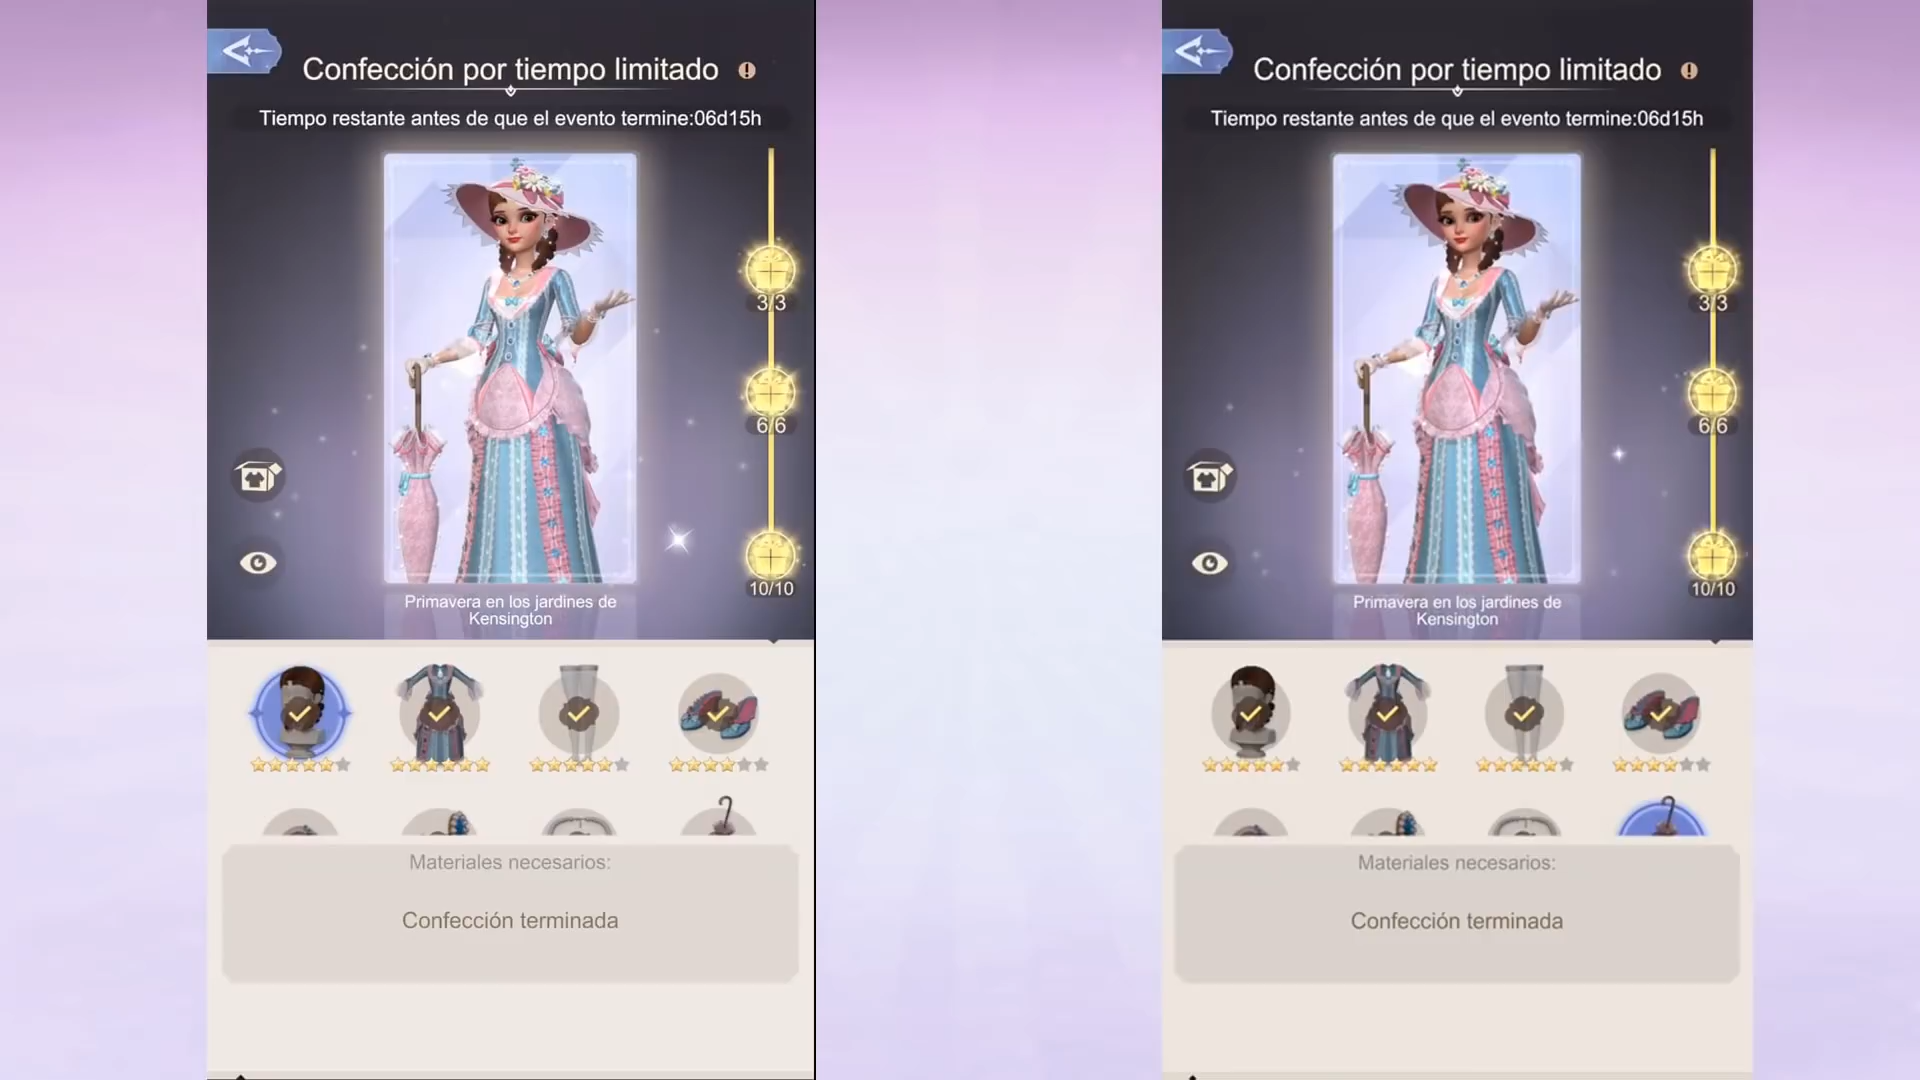 Confección por tiempo limitado
Tiempo restante antes de que el evento termine:06d15h
3/3
6/6
10/10
Primavera en los jardines de
Kensington
Materiales necesarios:
Confección terminada
Confección por tiempo limitado
Tiempo restante antes de que el evento termine:06d15h
3/3
6/6
10/10
Primavera en los jardines de
Kensington
Materiales necesarios:
Confección terminada